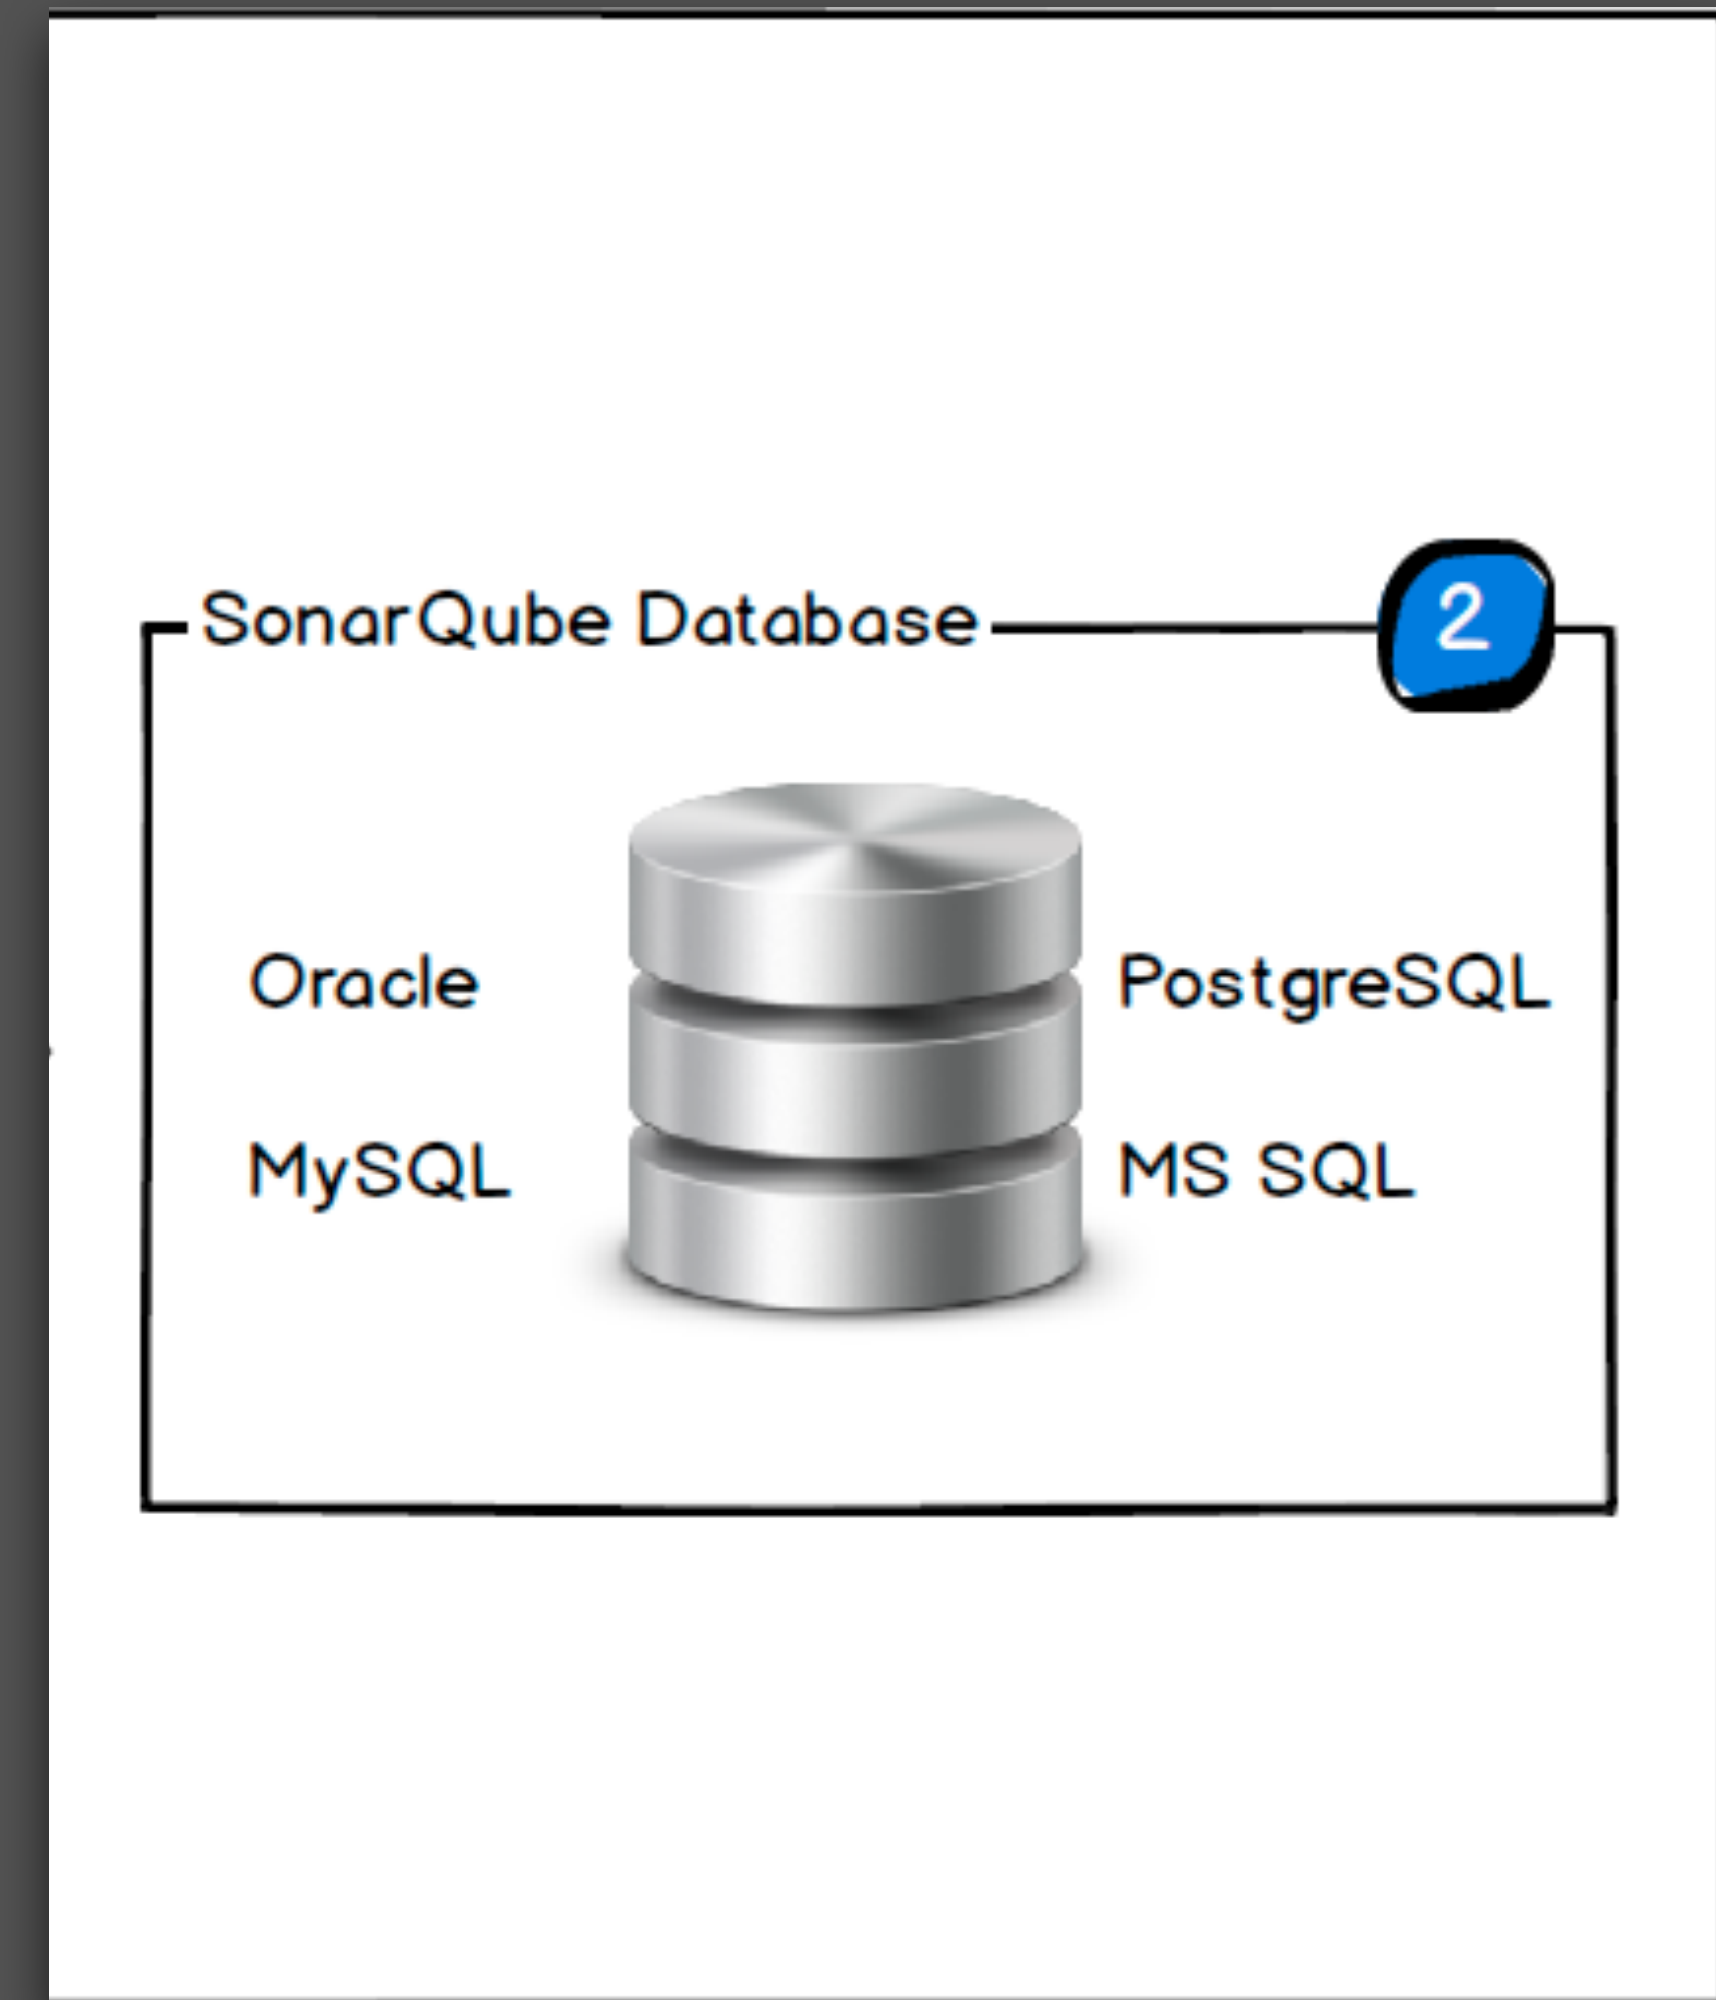 SonarQube Database
2
Oracle
PostgreSQL
MySQL
MS SQL